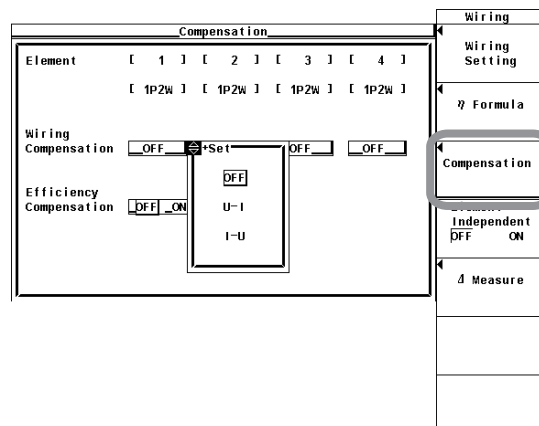 Compensation
Element [ 1 ] [ 2 ] [ 3 ] [ 4 ]
[ 1P2W ] [ 1P2W ] [ 1P2W ] [ 1P2W ]
Wiring
Compensation OFF +Set OFF OFF
OFF
U-I
I-U
Efficiency
Compensation OFF ON
Wiring
Wiring
Setting
η Formula
Compensation
Independent
OFF ON
Δ Measure